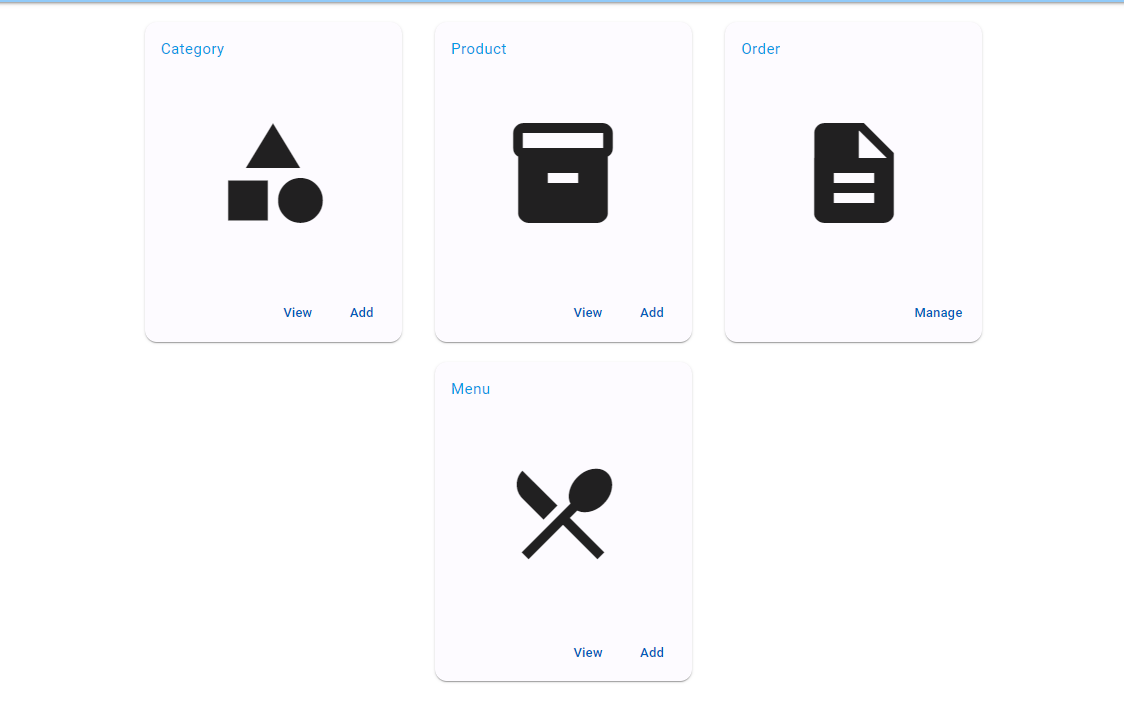 Category
Product
Order
View Add
View Add
Manage
Menu
View Add